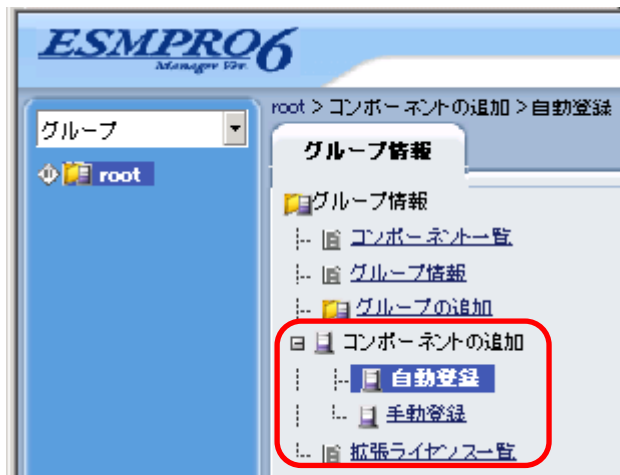 ESMPRO6
Manager Ver.
グループ
root
root > コンポーネントの追加 > 自動登録
グループ情報
グループ情報
コンポーネント一覧
グループ情報
グループの追加
コンポーネントの追加
自動登録
手動登録
拡張ライセンス一覧